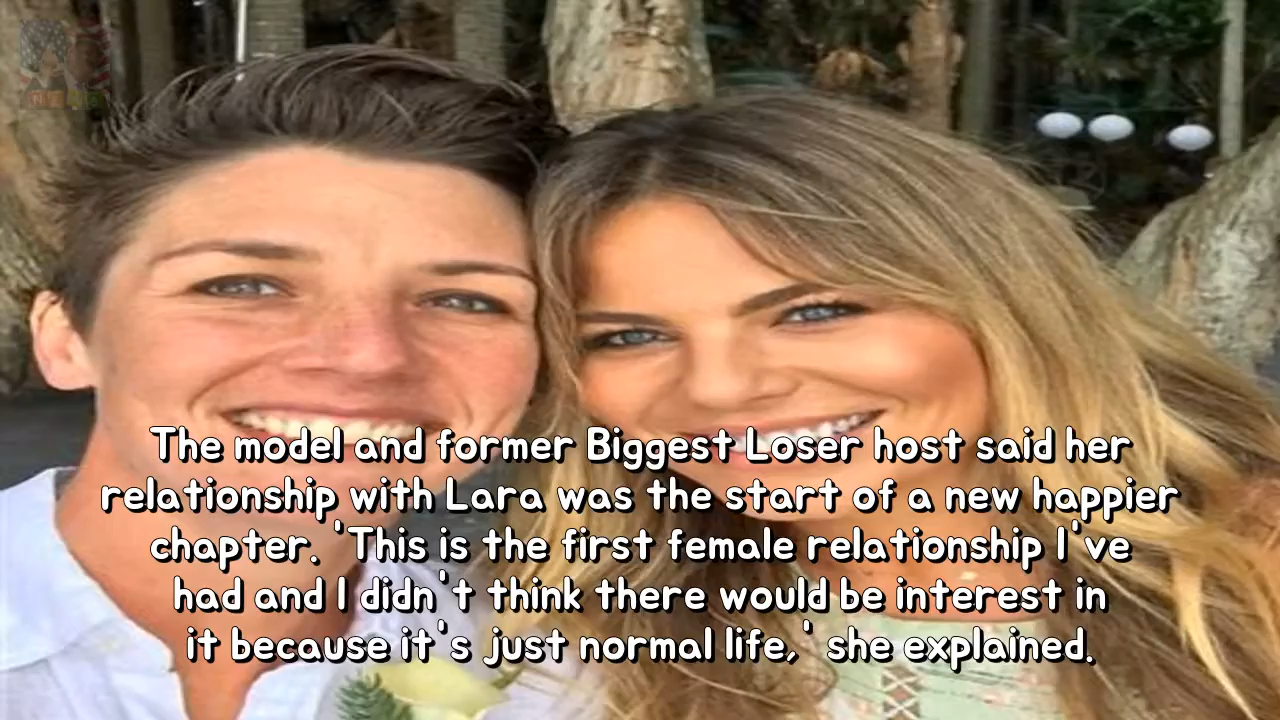 The model and former Biggest Loser host said her
relationship with Lara was the start of a new happier
chapter. 'This is the first female relationship I've
had and I didn't think there would be interest in
it because it's just normal life,' she explained.